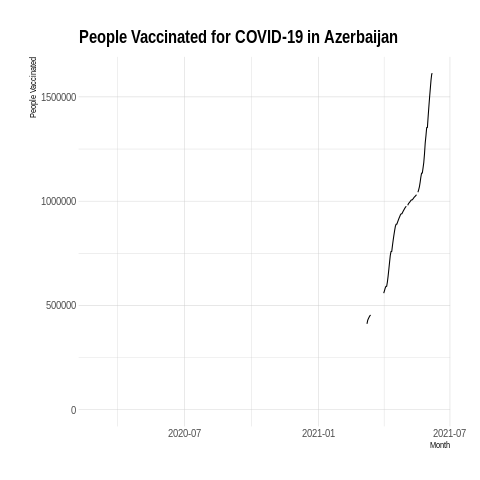 People Vaccinated for COVID-19 in Azerbaijan
People Vaccinated
1500000
1000000
500000
0
2020-07 2021-01 2021-07
Month